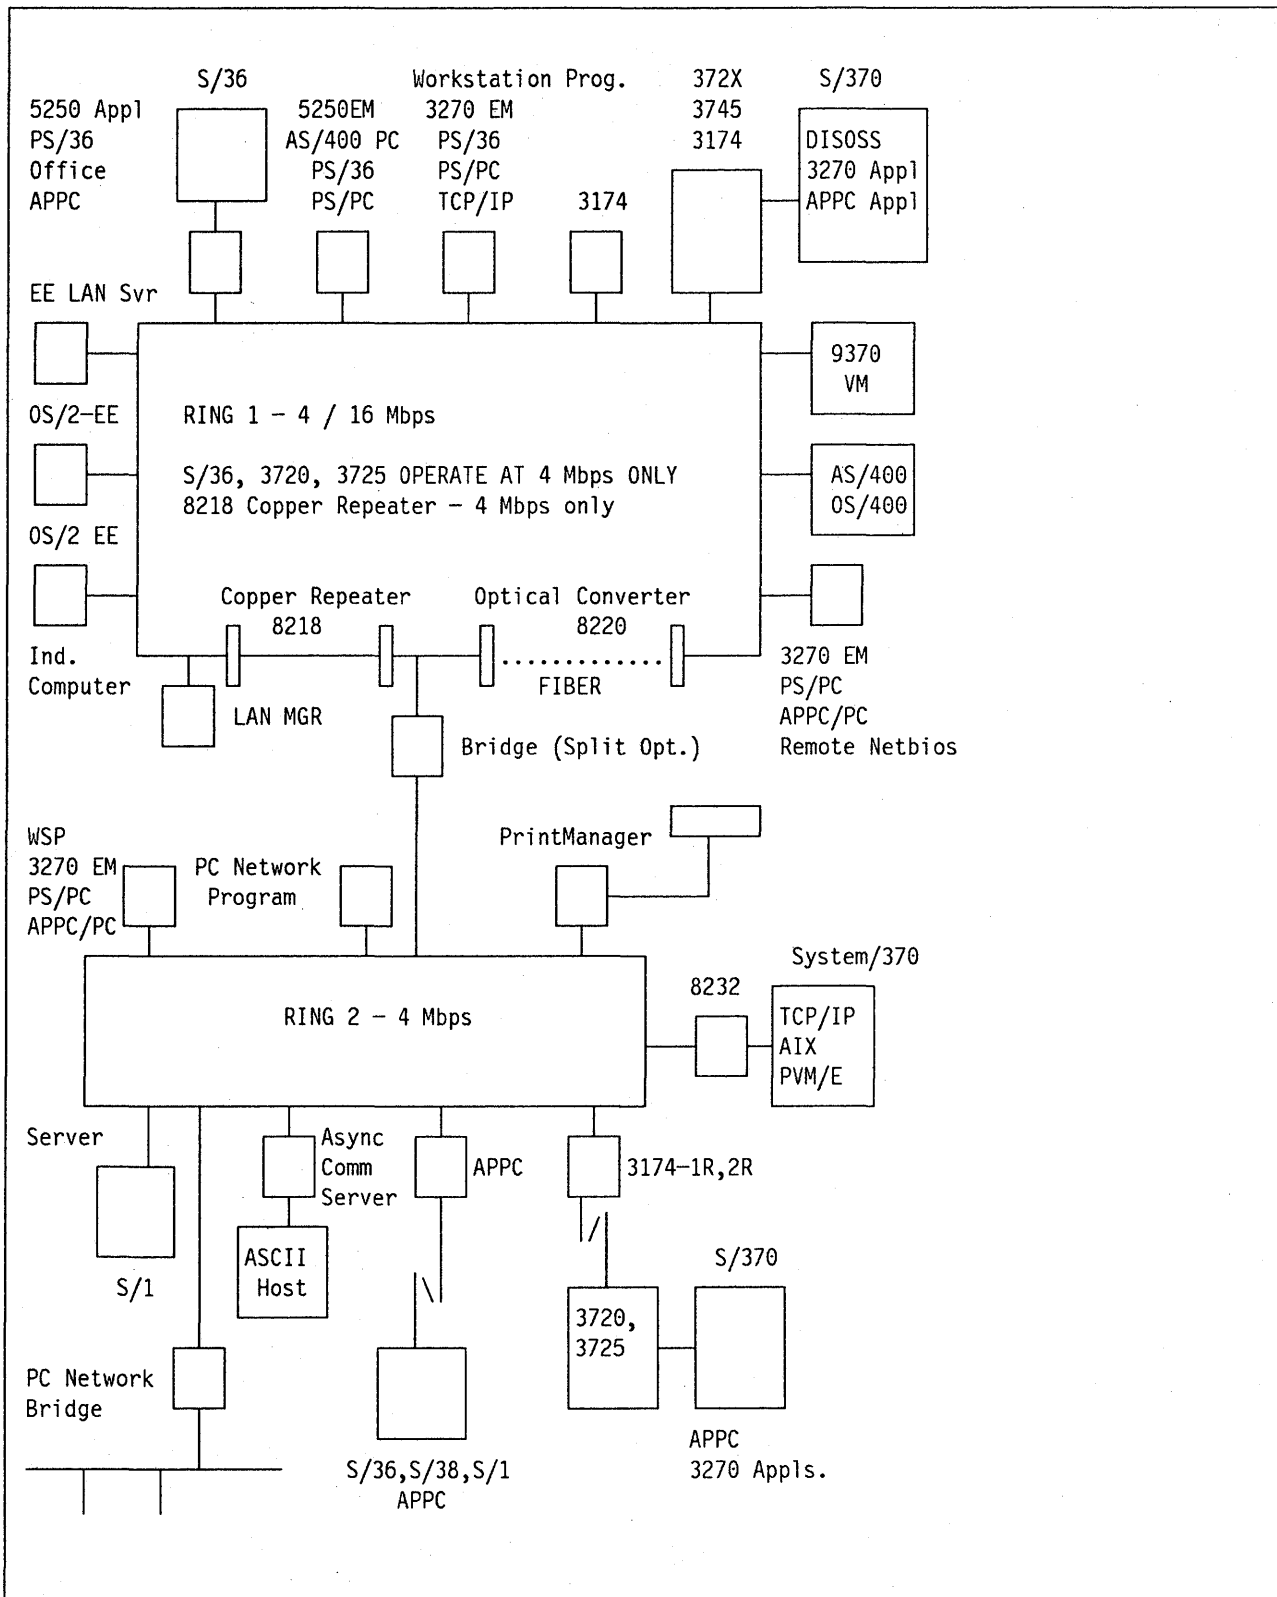 S/36
Workstation Prog.
372X
S/370
5250 Appl
5250EM
3270 EM
3745
PS/36
AS/400 PC
PS/36
3174
DISOSS
Office
PS/36
PS/PC
3270 Appl
APPC
PS/PC
TCP/IP
3174
APPC Appl
EE LAN Svr
9370
VM
OS/2-EE
RING 1 - 4 / 16 Mbps
S/36, 3720, 3725 OPERATE AT 4 Mbps ONLY
AS/400
8218 Copper Repeater - 4 Mbps only
OS/400
OS/2 EE
Copper Repeater
Optical Converter
8218
8220
Ind.
Computer
FIBER
3270 EM
PS/PC
LAN MGR
APPC/PC
Bridge (Split Opt.)
Remote Netbios
WSP
PrintManager
3270 EM
PC Network
PS/PC
Program
APPC/PC
System/370
8232
RING 2 - 4 Mbps
TCP/IP
AIX
PVM/E
Server
Async
Comm
Server
APPC
3174-1R,2R
ASCII
Host
S/370
S/1
3720,
3725
PC Network
Bridge
APPC
3270 Appls.
S/36,S/38,S/1
APPC